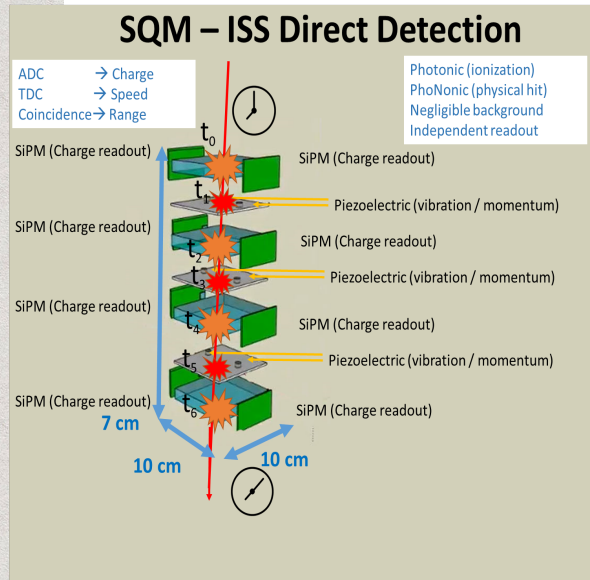 SQM – ISS Direct Detection
ADC → Charge
TDC → Speed
Coincidence → Range
Photonic (ionization)
PhoNonic (physical hit)
Negligible background
Independent readout
t0
SiPM (Charge readout)
SiPM (Charge readout)
t1
Piezoelectric (vibration / momentum)
SiPM (Charge readout)
SiPM (Charge readout)
t2
t3
Piezoelectric (vibration / momentum)
SiPM (Charge readout)
SiPM (Charge readout)
t4
t5
Piezoelectric (vibration / momentum)
SiPM (Charge readout)
SiPM (Charge readout)
t6
7 cm
10 cm
10 cm